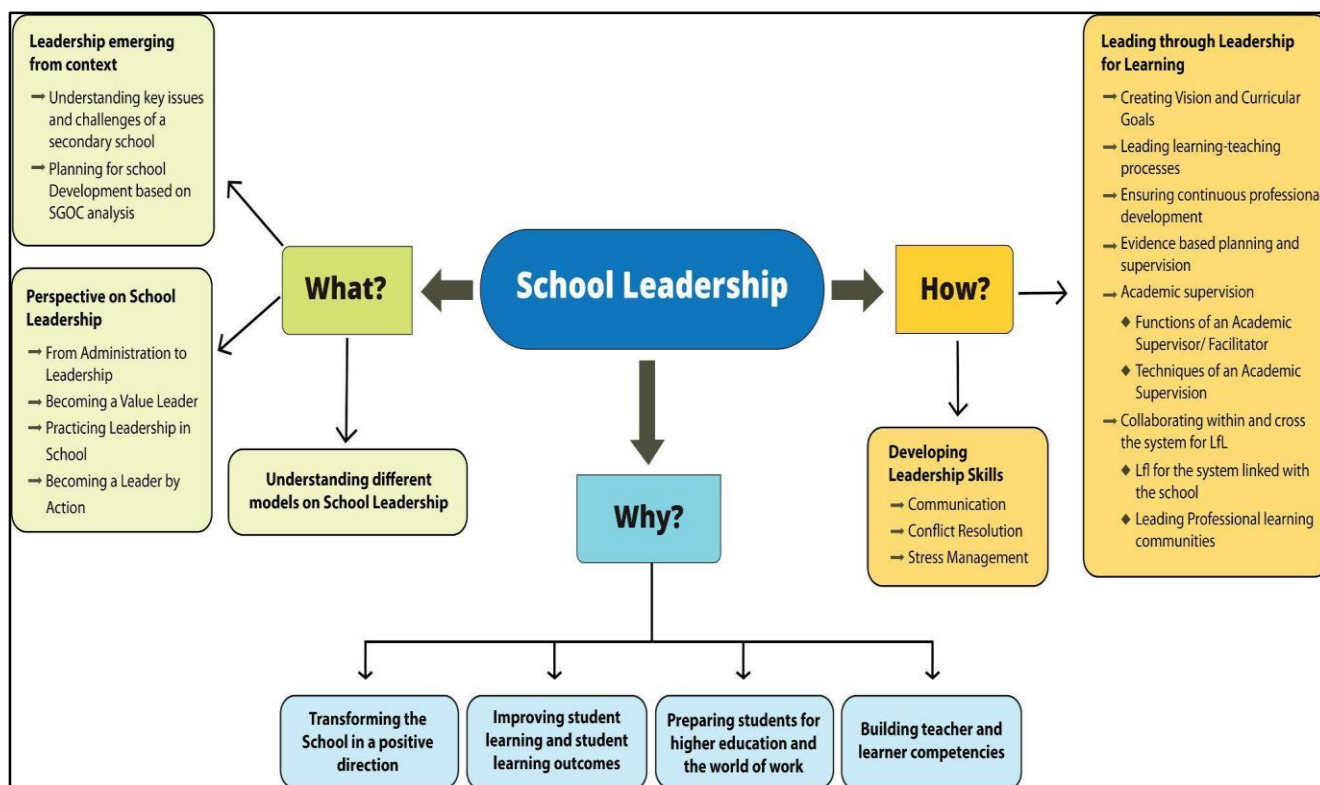 School Leadership
What?
Leadership emerging
from context
→ Understanding key issues
and challenges of a
secondary school
→ Planning for school
Development based on
SGOC analysis
Perspective on School
Leadership
→ From Administration to
Leadership
→ Becoming a Value Leader
→ Practicing Leadership in
School
→ Becoming a Leader by
Action
Understanding different
models on School Leadership
Why?
Transforming the
School in a positive
direction
Improving student
learning and student
learning outcomes
Preparing students for
higher education and
the world of work
Building teacher and
learner competencies
How?
Developing
Leadership Skills
→ Communication
→ Conflict Resolution
→ Stress Management
Leading through Leadership
for Learning
→ Creating Vision and Curricular
Goals
→ Leading learning-teaching
processes
→ Ensuring continuous professiona
development
→ Evidence based planning and
supervision
→ Academic supervision
♦ Functions of an Academic
Supervisor/ Facilitator
♦ Techniques of an Academic
Supervision
→ Collaborating within and cross
the system for LfL
♦ Lfl for the system linked with
the school
♦ Leading Professional learning
communities